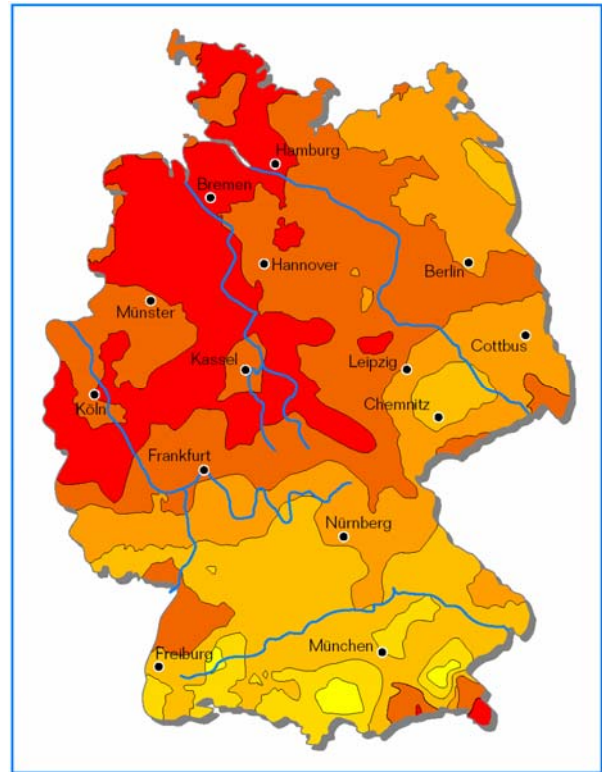 Hamburg
Bremen
Hannover
Berlin
Münster
Cottbus
Kassel
Leipzig
Köln
Chemnitz
Frankfurt
Nürnberg
München
Freiburg